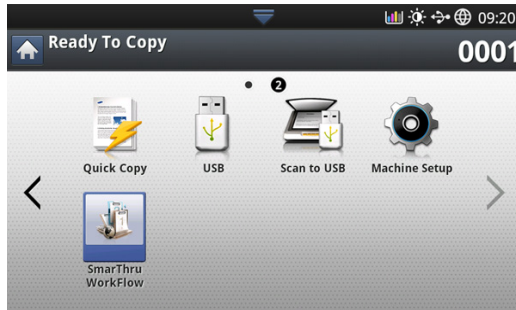 09:20
Ready To Copy
0001
2
Quick Copy
USB
Scan to USB
Machine Setup
SmarThru
WorkFlow